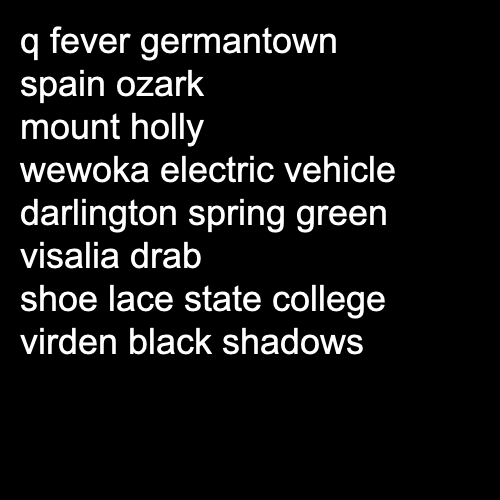 q fever germantown
spain ozark
mount holly
wewoka electric vehicle
darlington spring green
visalia drab
shoe lace state college
virden black shadows